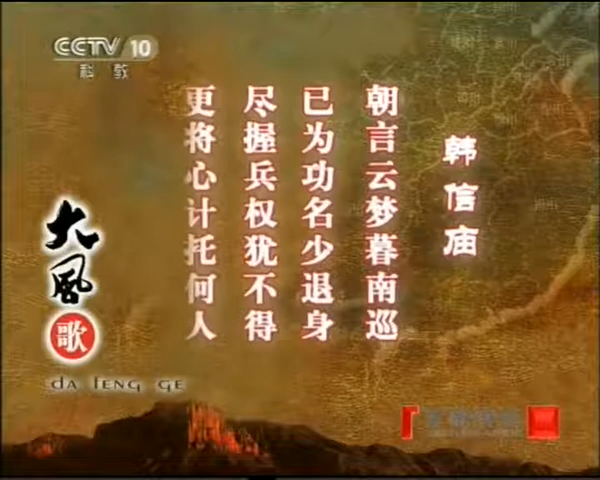 CCTV 10
科教
韩信庙
朝言云梦暮南巡
已为功名少退身
尽握兵权犹不得
更将心计托何人
大风
歌
da feng ge